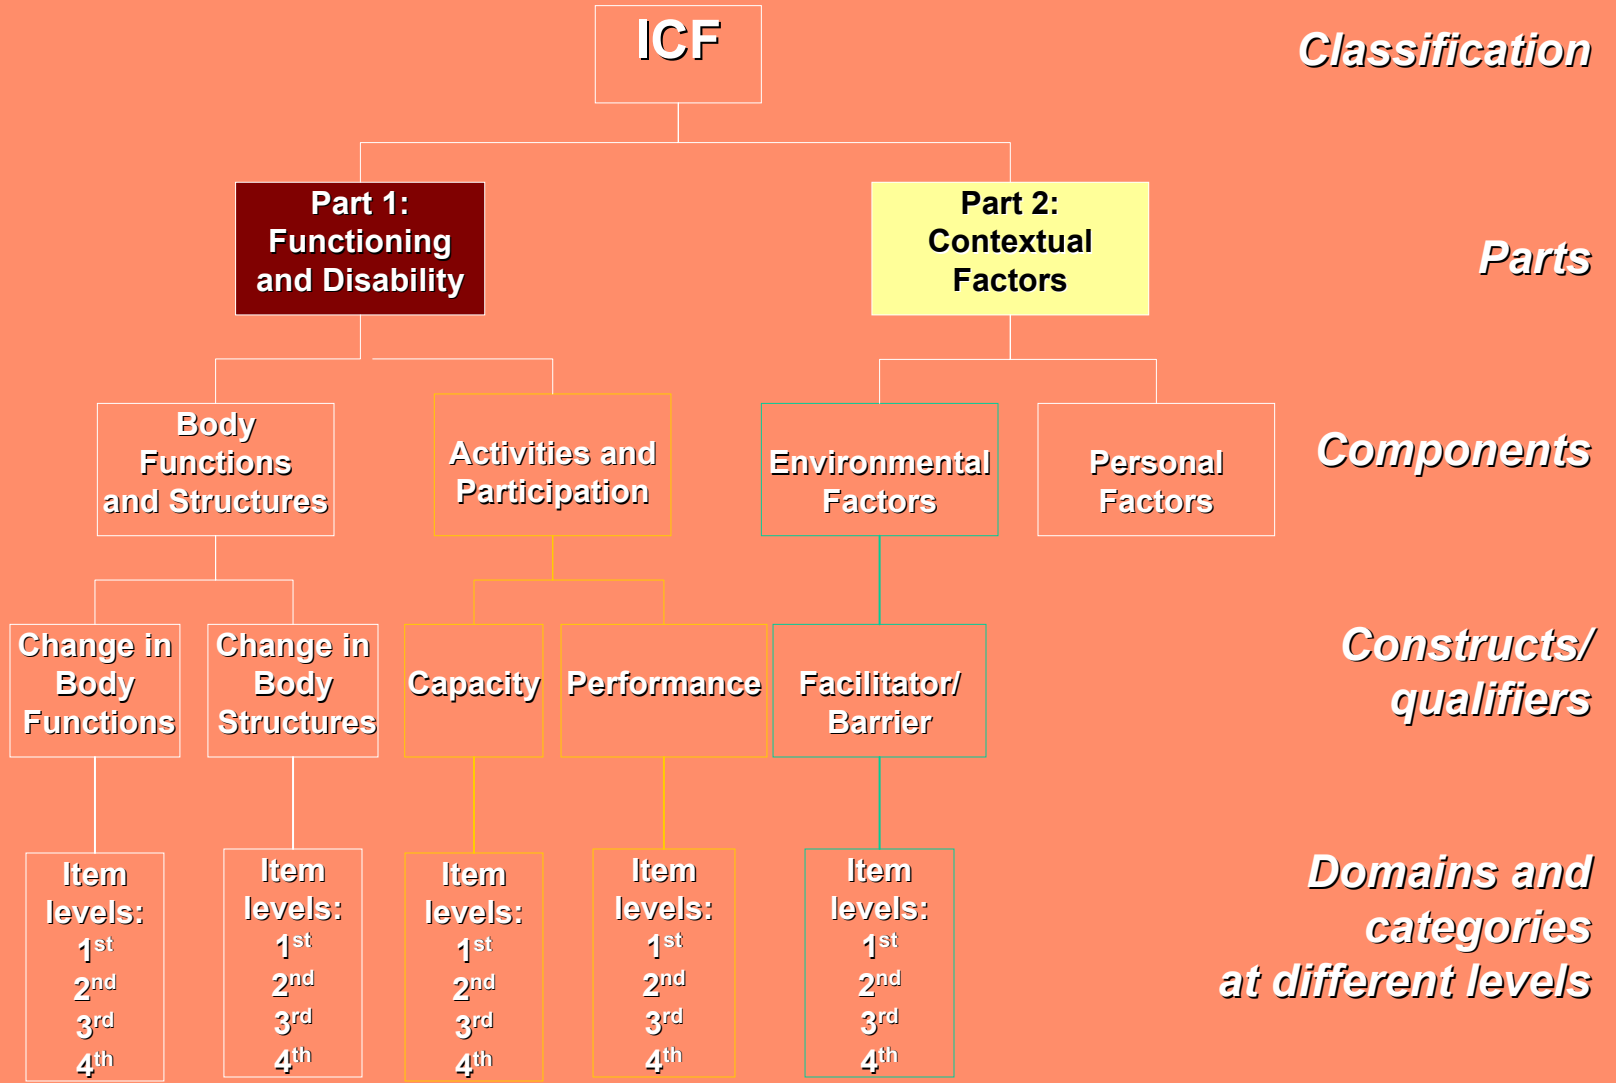 ICF
Classification
Part 1:
Functioning
and Disability
Part 2:
Contextual
Factors
Parts
Body
Functions
and Structures
Activities and
Participation
Environmental
Factors
Personal
Factors
Components
Change in
Body
Functions
Change in
Body
Structures
Capacity
Performance
Facilitator/
Barrier
Constructs/
qualifiers
Item
levels:
1st
2nd
3rd
4th
Item
levels:
1st
2nd
3rd
4th
Item
levels:
1st
2nd
3rd
4th
Item
levels:
1st
2nd
3rd
4th
Item
levels:
1st
2nd
3rd
4th
Domains and
categories
at different levels